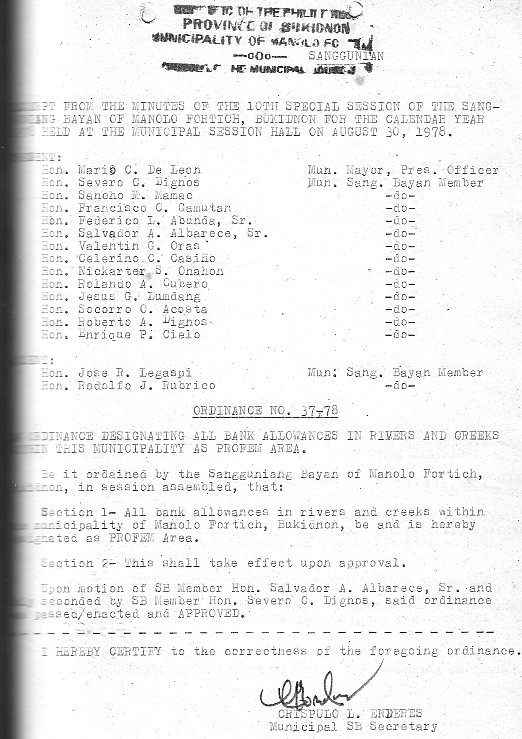 PROVINCE OF BUKIDNON
MUNICIPALITY OF MANOLO FO
--o0o-- SANGGUNIAN
MUNICIPAL
PT FROM THE MINUTES OF THE 10TH SPECIAL SESSION OF THE SANG-
NG BAYAN OF MANOLO FORTICH, BUKIDNON FOR THE CALENDAR YEAR
HELD AT THE MUNICIPAL SESSION HALL ON AUGUST 30, 1978.
ENT:
Hon. Mario C. De Leon Mun. Mayor, Pres. Officer
Hon. Severo C. Dignos Mun. Sang. Bayan Member
Hon. Sancho M. Mamao -do-
Hon. Francisco C. Camutan -do-
Hon. Federico L. Abunda, Sr. -do-
Hon. Salvador A. Albarece, Sr. -do-
Hon. Valentin G. Oras -do-
Hon. Celerino C. Casiño -do-
Hon. Nickarter S. Onahon -do-
Hon. Rolando A. Cubero -do-
Hon. Jesus G. Lumdang -do-
Hon. Socorro O. Acosta -do-
Hon. Roberto A. Dignos -do-
Hon. Enrique P. Cielo -do-
ENT:
Hon. Jose R. Legaspi Mun. Sang. Bayan Member
Hon. Rodolfo J. Rubrico -do-
ORDINANCE NO. 37-78
ORDINANCE DESIGNATING ALL BANK ALLOWANCES IN RIVERS AND CREEKS
IN THIS MUNICIPALITY AS PROFEM AREA.
Be it ordained by the Sangguniang Bayan of Manolo Fortich,
non, in session assembled, that:
Section 1- All bank allowances in rivers and creeks within
unicipality of Manolo Fortich, Bukidnon, be and is hereby
gnated as PROFEM Area.
Section 2- This shall take effect upon approval.
Upon motion of SB Member Hon. Salvador A. Albarece, Sr. and
seconded by SB Member Hon. Severo C. Dignos, said ordinance
assed/enacted and APPROVED.
I HEREBY CERTIFY to the correctness of the foregoing ordinance.
CRISPULO L. ENDERES
Municipal SB Secretary